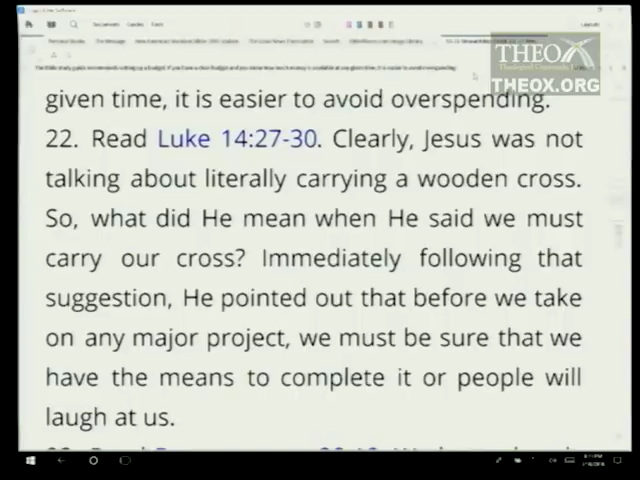 THEOX
THEOX.ORG
given time, it is easier to avoid overspending.
22. Read Luke 14:27-30. Clearly, Jesus was not
talking about literally carrying a wooden cross.
So, what did He mean when He said we must
carry our cross? Immediately following that
suggestion, He pointed out that before we take
on any major project, we must be sure that we
have the means to complete it or people will
laugh at us.